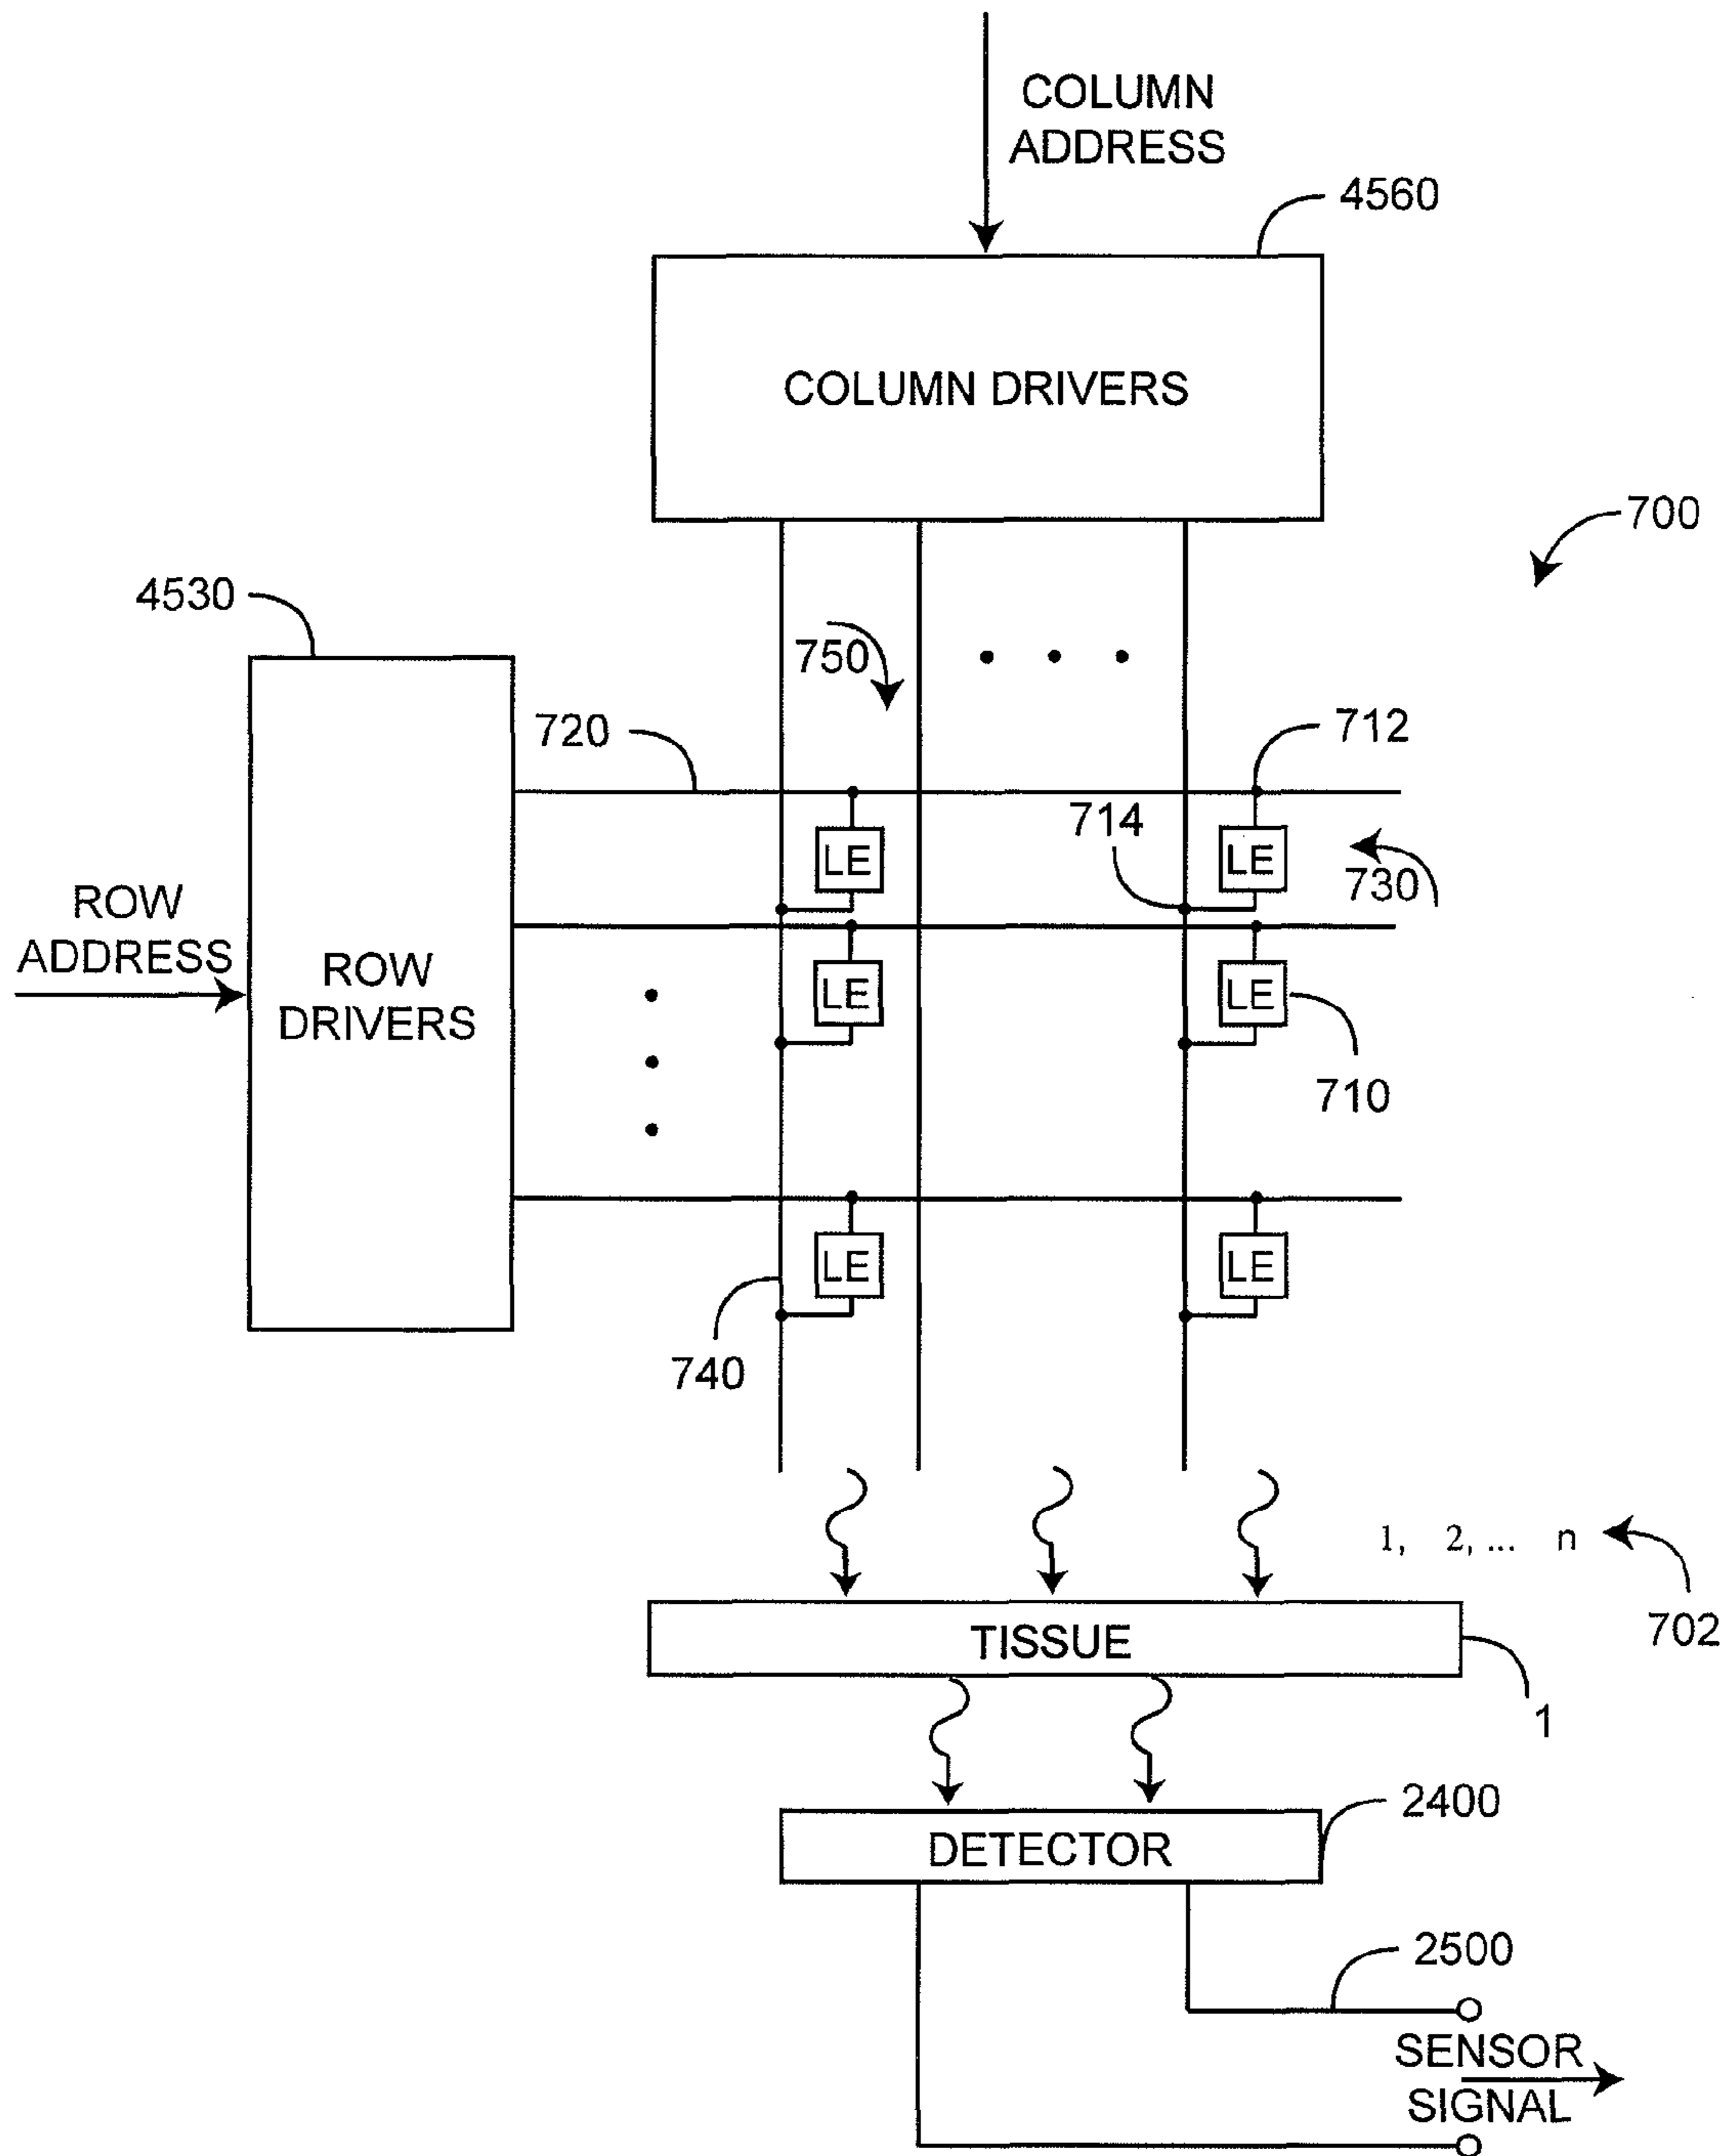 COLUMN
ADDRESS
4560
COLUMN DRIVERS
700
4530
750
720
712
714
LE
LE
730
ROW
ADDRESS
ROW
DRIVERS
LE
LE
710
LE
LE
740
1, 2, ... n
702
TISSUE
1
2400
DETECTOR
2500
SENSOR
SIGNAL